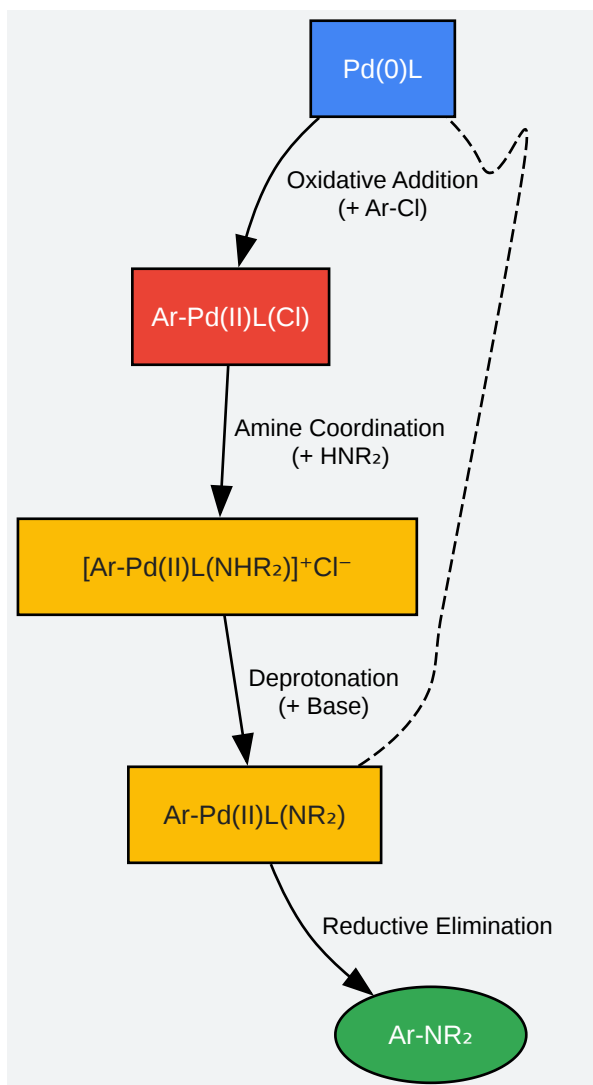 Pd(0)L
Oxidative Addition
(+ Ar-Cl)
Ar-Pd(II)L(Cl)
Amine Coordination
(+ HNR₂)
[Ar-Pd(II)L(NHR₂)]⁺Cl⁻
Deprotonation
(+ Base)
Ar-Pd(II)L(NR₂)
Reductive Elimination
Ar-NR₂